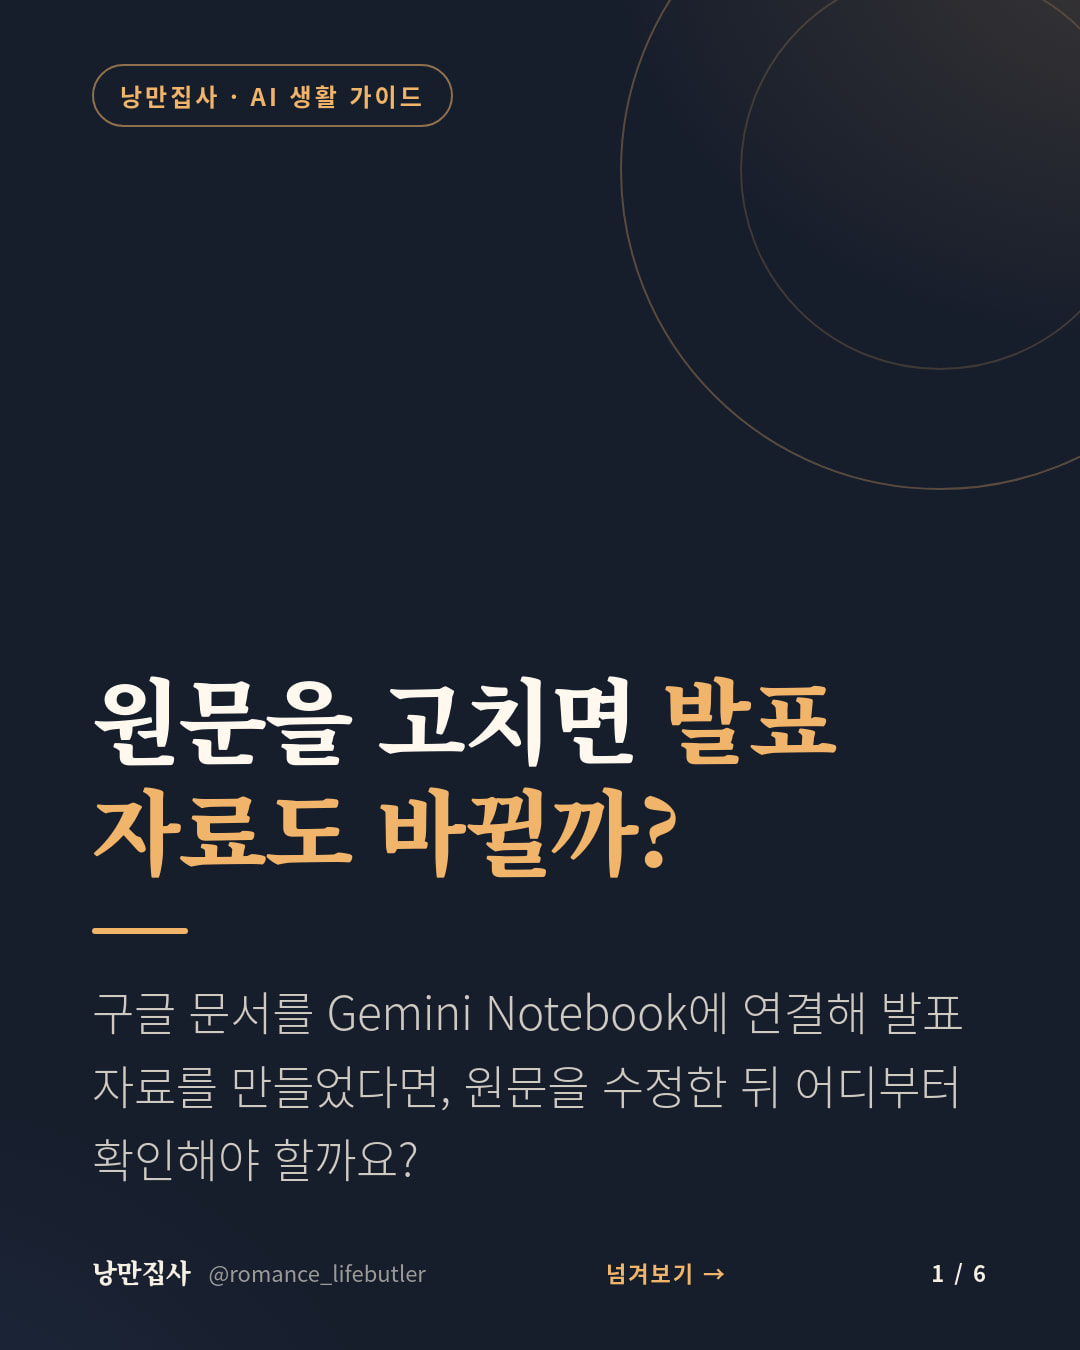 낭만집사 · AI 생활 가이드
원문을 고치면 발표
자료도 바뀔까?
구글 문서를 Gemini Notebook에 연결해 발표
자료를 만들었다면, 원문을 수정한 뒤 어디부터
확인해야 할까요?
낭만집사 @romance_lifebutler 넘겨보기 → 1 / 6